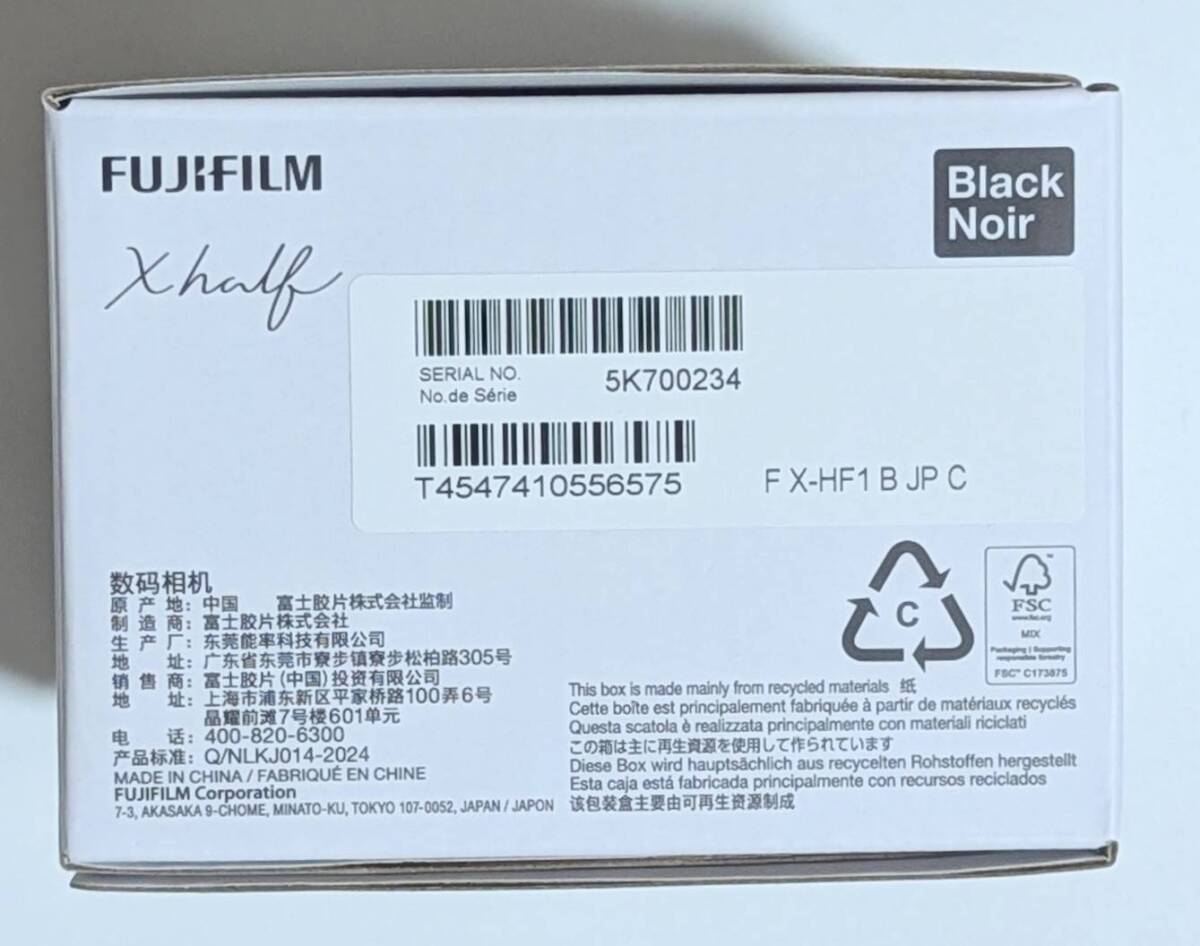 FUJIFILM
X half
Black
Noir
SERIAL NO.
No.de Série
5K700234
T4547410556575
F X-HF1 B JP C
数码相机
原产地：中国 富士胶片株式会社监制
制造商：富士胶片株式会社
生产厂：东莞能率科技有限公司
地址：广东省东莞市寮步镇寮步松柏路305号
销售商：富士胶片(中国)投资有限公司
地址：上海市浦东新区平家桥路100弄6号
晶耀前滩7号楼601单元
电话：400-820-6300
产品标准：Q/NLKJ014-2024
MADE IN CHINA / FABRIQUÉ EN CHINE
FUJIFILM Corporation
7-3, AKASAKA 9-CHOME, MINATO-KU, TOKYO 107-0052, JAPAN / JAPON
C
FSC
www.fsc.org
MIX
Packaging | Supporting
responsible forestry
FSC™ C173875
This box is made mainly from recycled materials 纸
Cette boîte est principalement fabriquée à partir de matériaux recyclés
Questa scatola è realizzata principalmente con materiali riciclati
この箱は主に再生資源を使用して作られています
Diese Box wird hauptsächlich aus recycelten Rohstoffen hergestellt
Esta caja está fabricada principalmente con recursos reciclados
该包装盒主要由可再生资源制成